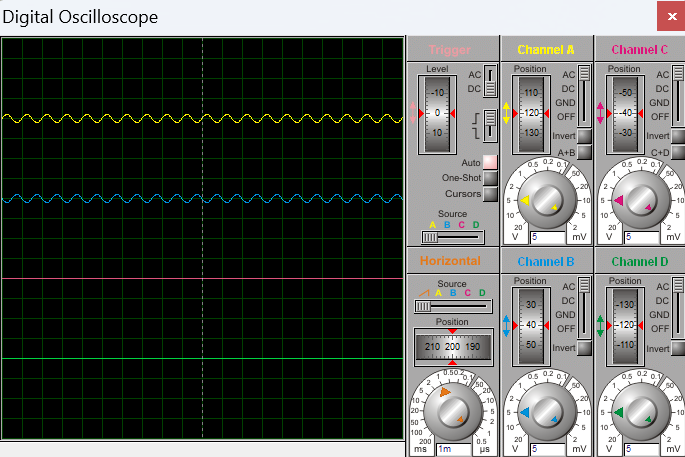 Digital Oscilloscope
Trigger
Level
-10
0
10
AC
DC
Auto
One-Shot
Cursors
Source
A B C D
Channel A
Position
110
120
130
AC
DC
GND
OFF
Invert
A+B
0.5 0.2 0.1
1 50
2 20
5 10
10 5
20 2
V 5 mV
Channel C
Position
-50
-40
-30
AC
DC
GND
OFF
Invert
C+D
0.5 0.2 0.1
1 50
2 20
5 10
10 5
20 2
V 5 mV
Horizontal
Source
A B C D
Position
210 200 190
0.5 0.2 0.1
1 50
2 20
5 10
10 5
20 2
50
100 1
200 0.5
ms 1m µs
Channel B
Position
30
40
50
AC
DC
GND
OFF
Invert
0.5 0.2 0.1
1 50
2 20
5 10
10 5
20 2
V 5 mV
Channel D
Position
-130
-120
-110
AC
DC
GND
OFF
Invert
0.5 0.2 0.1
1 50
2 20
5 10
10 5
20 2
V 5 mV